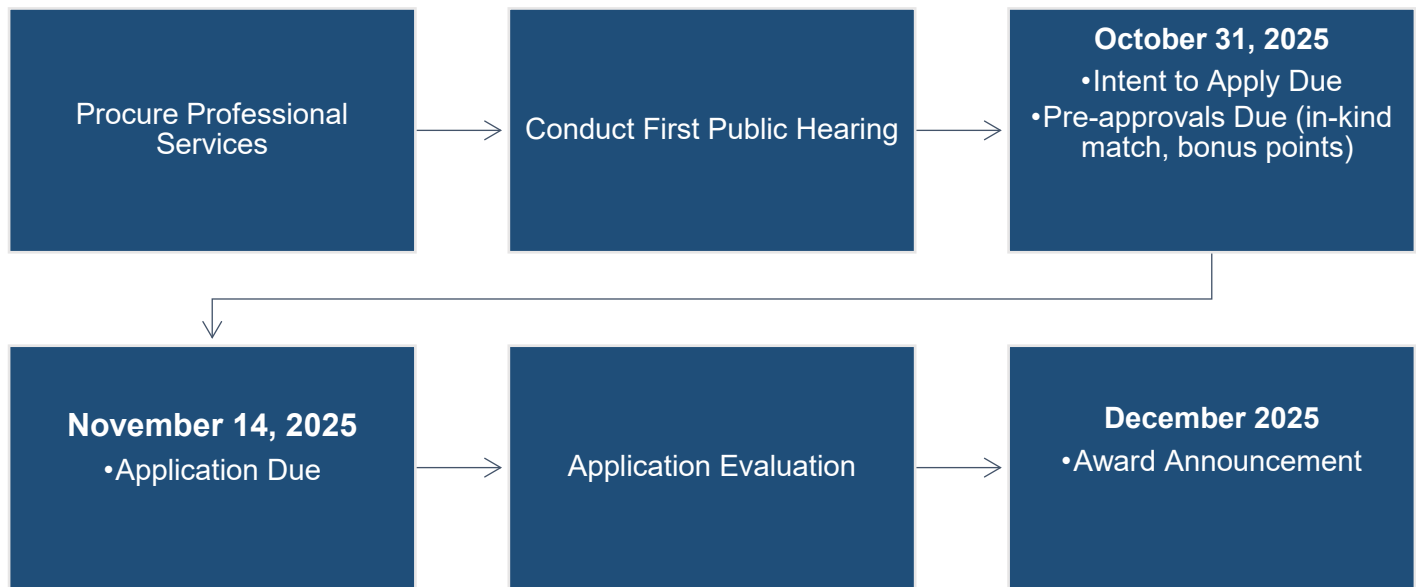 Procure Professional
Services
Conduct First Public Hearing
October 31, 2025
•Intent to Apply Due
•Pre-approvals Due (in-kind
match, bonus points)
November 14, 2025
•Application Due
Application Evaluation
December 2025
•Award Announcement